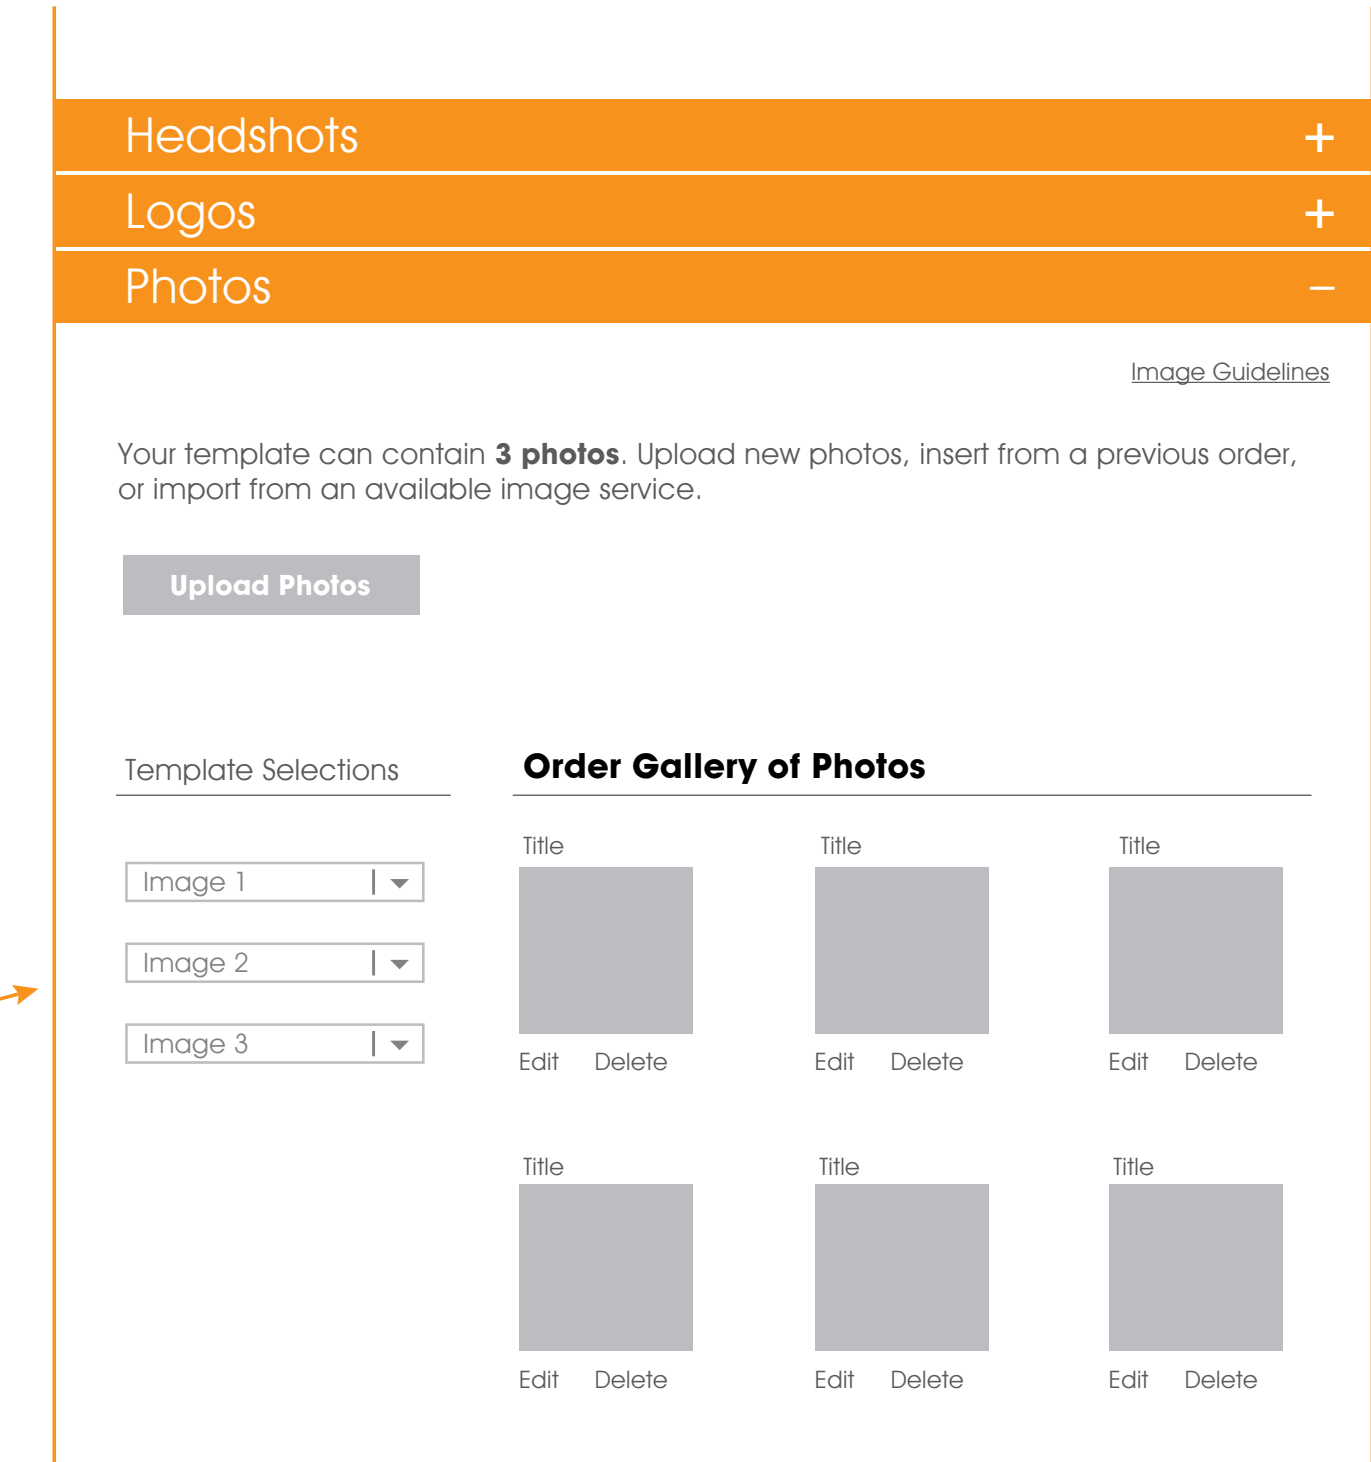 Headshots +
Logos +
Photos –
Image Guidelines
Your template can contain 3 photos. Upload new photos, insert from a previous order,
or import from an available image service.
Upload Photos
Template Selections
Image 1
Image 2
Image 3
Order Gallery of Photos
Title Title Title
Edit Delete Edit Delete Edit Delete
Title Title Title
Edit Delete Edit Delete Edit Delete